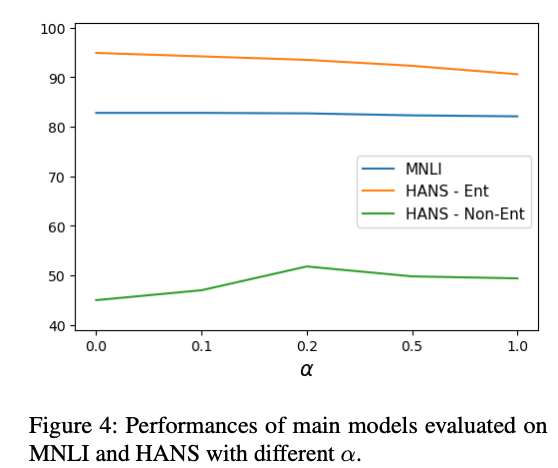 100
90
80
70
60
50
40
MNLI
HANS - Ent
HANS - Non-Ent
0.0 0.1 0.2 0.5 1.0
α
Figure 4: Performances of main models evaluated on
MNLI and HANS with different α.